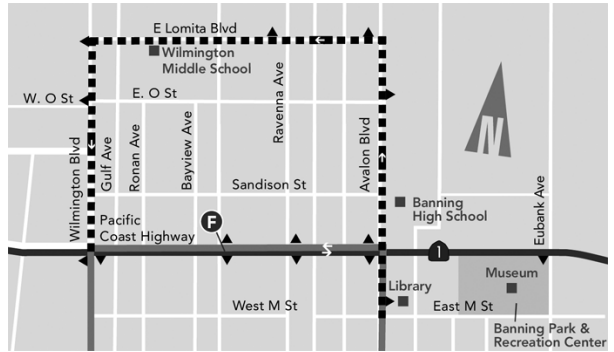 E Lomita Blvd
Wilmington
Middle School
W. O St
E. O St
Wilmington Blvd
Gulf Ave
Ronan Ave
Bayview Ave
Ravenna Ave
Avalon Blvd
N
Sandison St
Banning
High School
Eubank Ave
Pacific
Coast Highway
F
1
Library
Museum
West M St
East M St
Banning Park &
Recreation Center